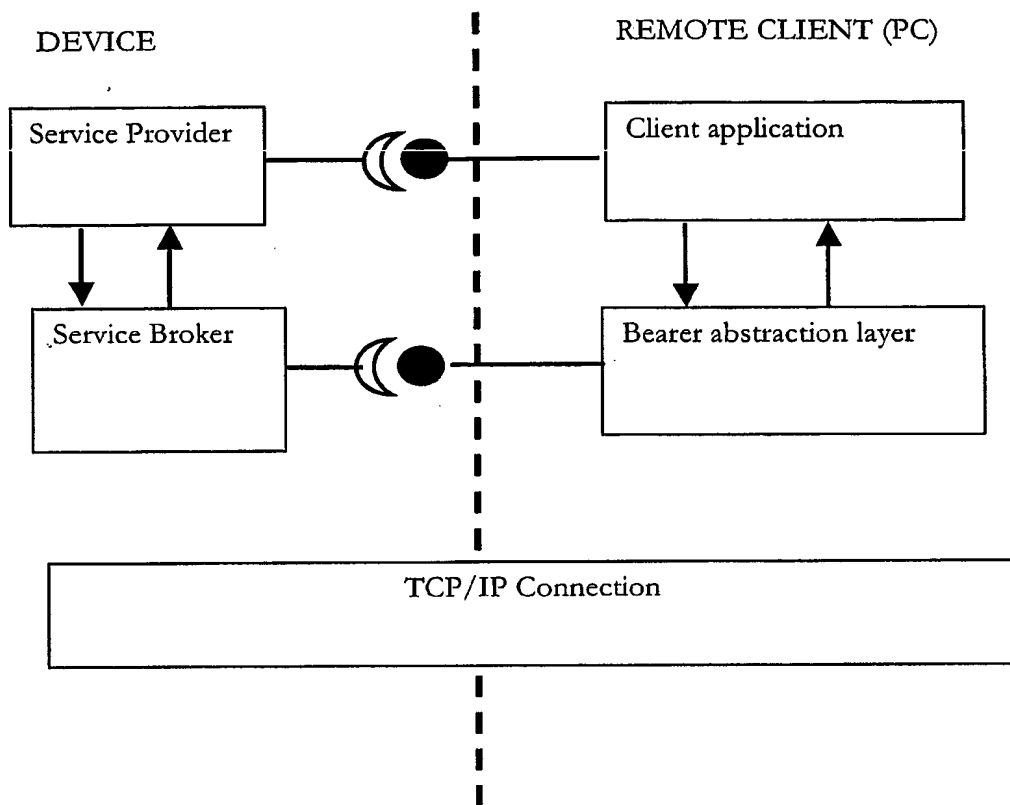 DEVICE
REMOTE CLIENT (PC)
Service Provider
Client application
Service Broker
Bearer abstraction layer
TCP/IP Connection